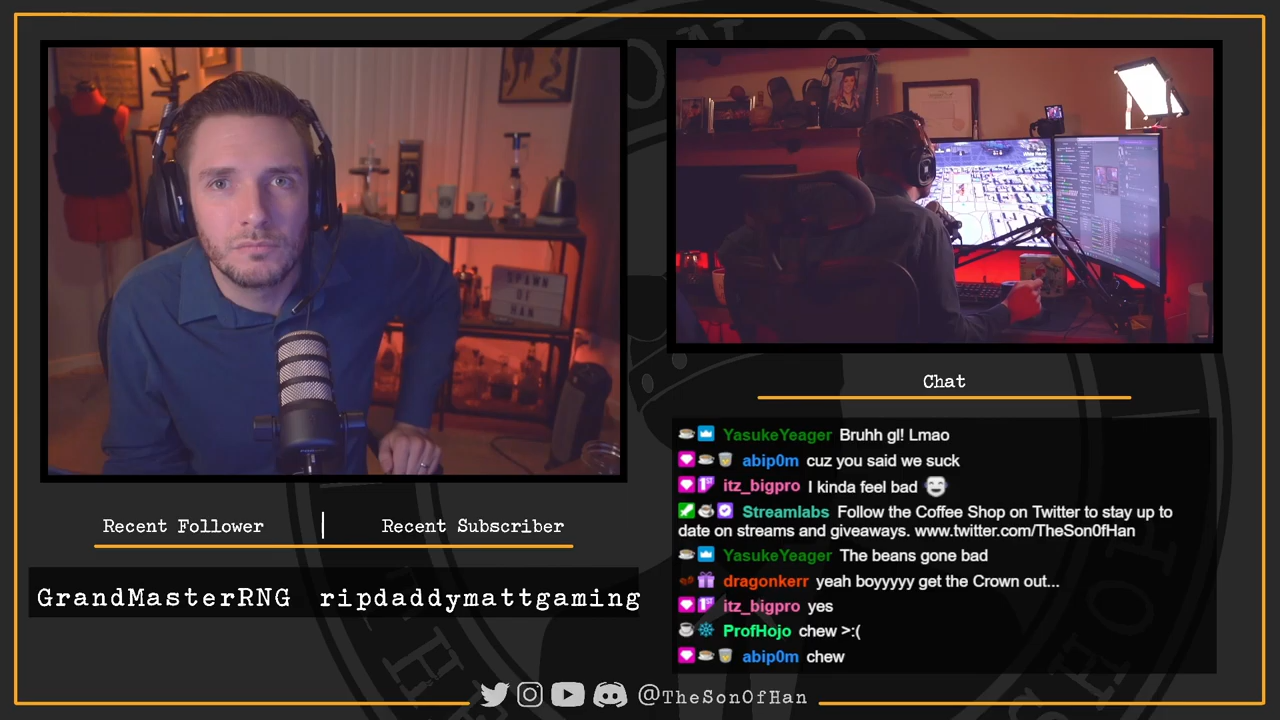 SPAWN
OF
HAN
Chat
YasukeYeager Bruhh gl! Lmao
abip0m cuz you said we suck
itz_bigpro I kinda feel bad
Streamlabs Follow the Coffee Shop on Twitter to stay up to
date on streams and giveaways. www.twitter.com/TheSon0fHan
YasukeYeager The beans gone bad
dragonkerr yeah boyyyyy get the Crown out...
itz_bigpro yes
ProfHojo chew >:(
abip0m chew
Recent Follower | Recent Subscriber
GrandMasterRNG ripdaddymattgaming
@TheSonOfHan